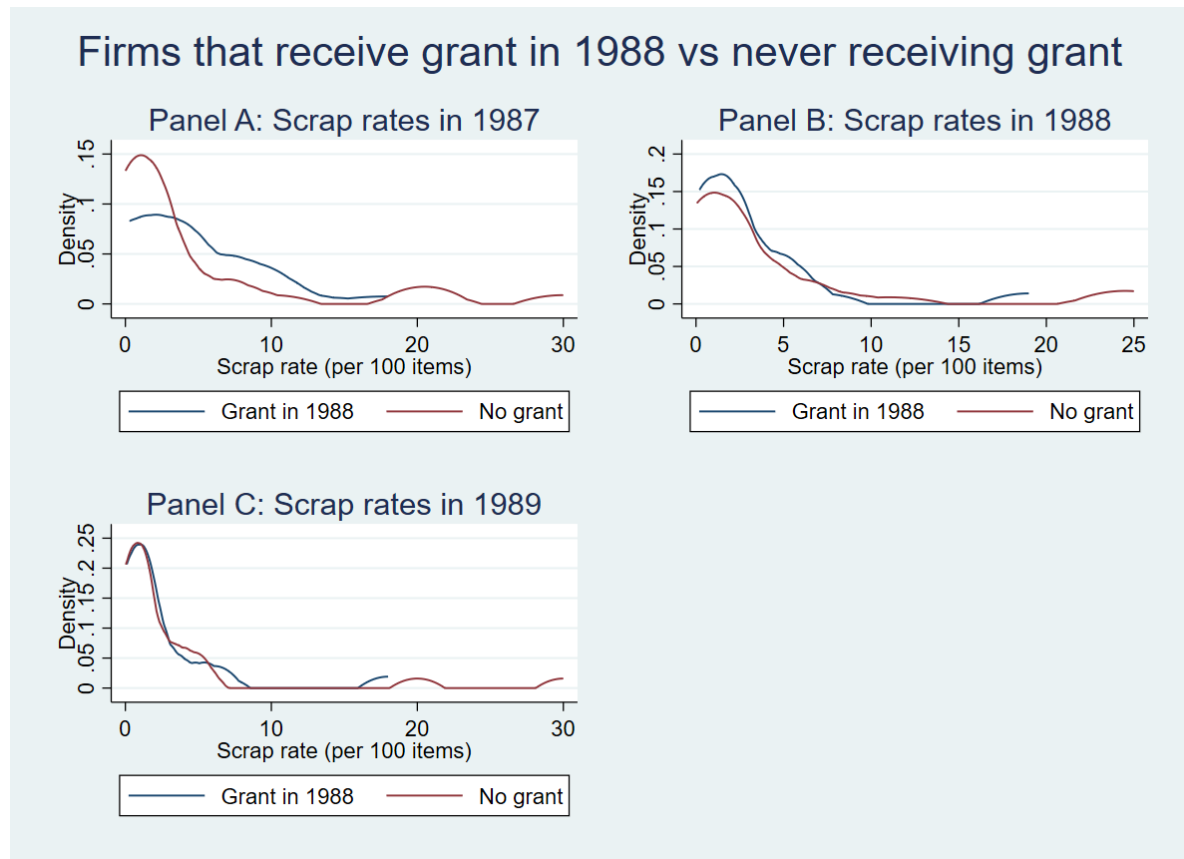 Firms that receive grant in 1988 vs never receiving grant
Panel A: Scrap rates in 1987
Density
0 .05 .1 .15
0 10 20 30
Scrap rate (per 100 items)
Grant in 1988 No grant
Panel B: Scrap rates in 1988
Density
0 .05 .1 .15 .2
0 5 10 15 20 25
Scrap rate (per 100 items)
Grant in 1988 No grant
Panel C: Scrap rates in 1989
Density
0 .05 .1 .15 .2 .25
0 10 20 30
Scrap rate (per 100 items)
Grant in 1988 No grant